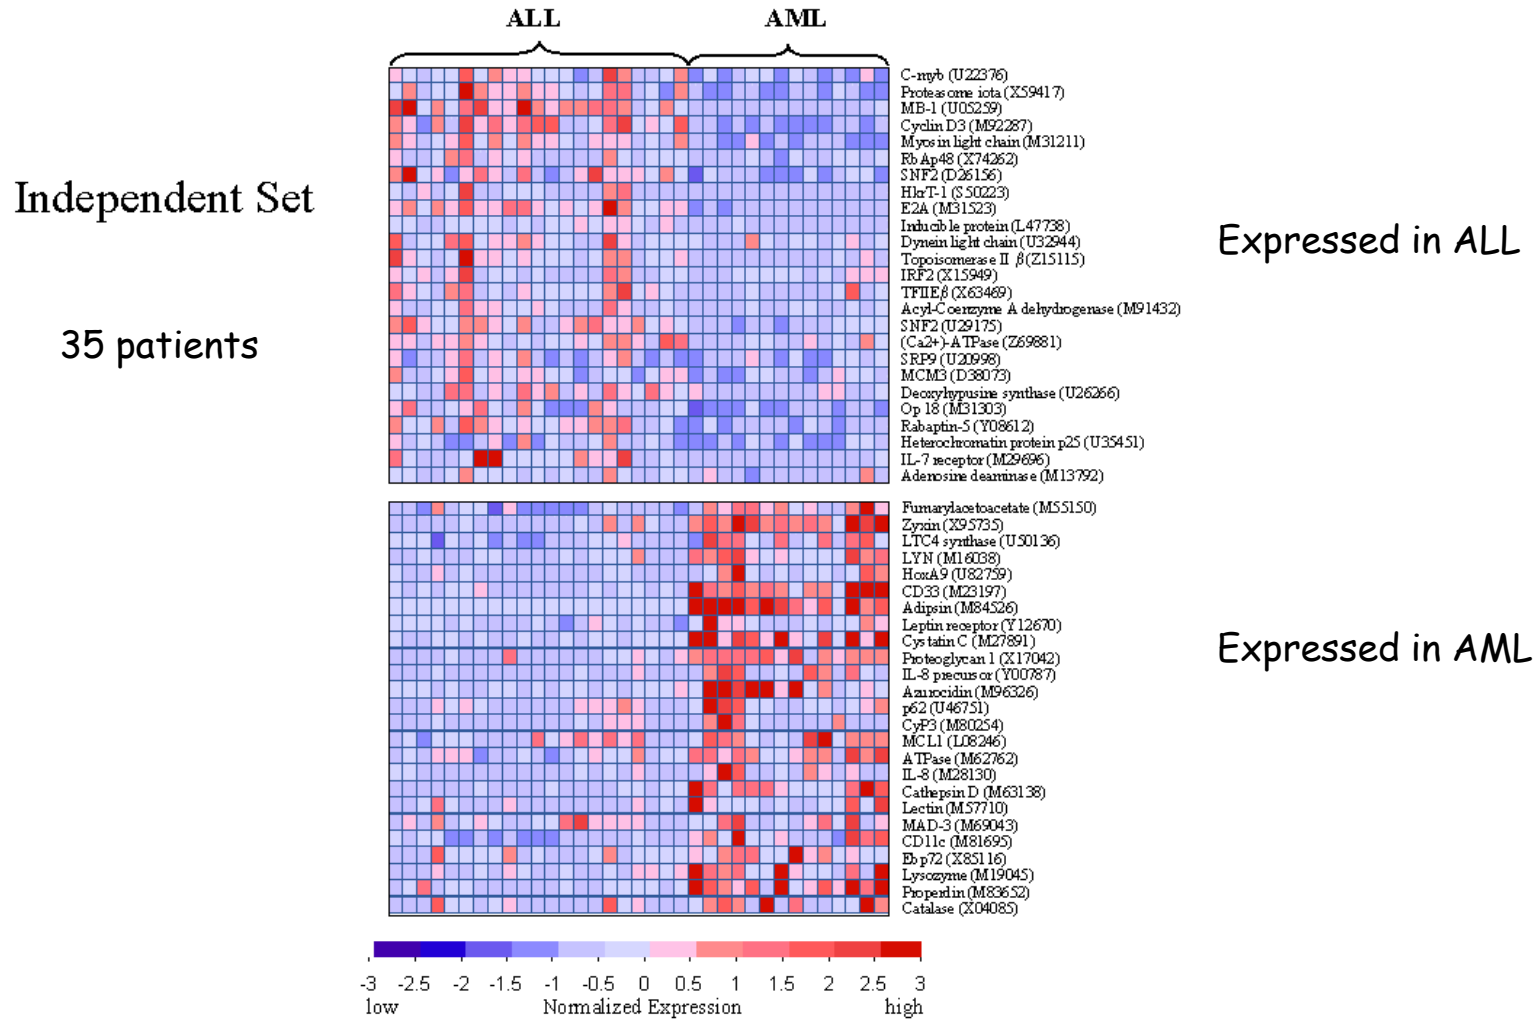 ALL AML
C-myb (U22376)
Proteasome iota (X59417)
MB-1 (U05259)
Cyclin D3 (M92287)
Myosin light chain (M31211)
RbAp48 (X74262)
SNF2 (D26156)
HkrT-1 (S50223)
E2A (M31523)
Inducible protein (L47738)
Dynein light chain (U32944)
Topoisomerase II β(Z15115)
IRF2 (X15949)
TFIIEβ (X63469)
Acyl-Coenzyme A dehydrogenase (M91432)
SNF2 (U29175)
(Ca2+)-ATPase (Z69881)
SRP9 (U20998)
MCM3 (D38073)
Deoxyhypusine synthase (U26266)
Op 18 (M31303)
Rabaptin-5 (Y08612)
Heterochromatin protein p25 (U35451)
IL-7 receptor (M29696)
Adenosine deaminase (M13792)
Independent Set
35 patients
Expressed in ALL
Fumarylacetoacetate (M55150)
Zyxin (X95735)
LTC4 synthase (U50136)
LYN (M16038)
HoxA9 (U82759)
CD33 (M23197)
Adipsin (M84526)
Leptin receptor (Y12670)
Cystatin C (M27891)
Proteoglycan 1 (X17042)
IL-8 precursor (Y00787)
Azurocidin (M96326)
p62 (U46751)
CyP3 (M80254)
MCL1 (L08246)
ATPase (M62762)
IL-8 (M28130)
Cathepsin D (M63138)
Lectin (M57710)
MAD-3 (M69043)
CD11c (M81695)
Ebp72 (X85116)
Lysozyme (M19045)
Properdin (M83652)
Catalase (X04085)
Expressed in AML
-3 -2.5 -2 -1.5 -1 -0.5 0 0.5 1 1.5 2 2.5 3
low Normalized Expression high